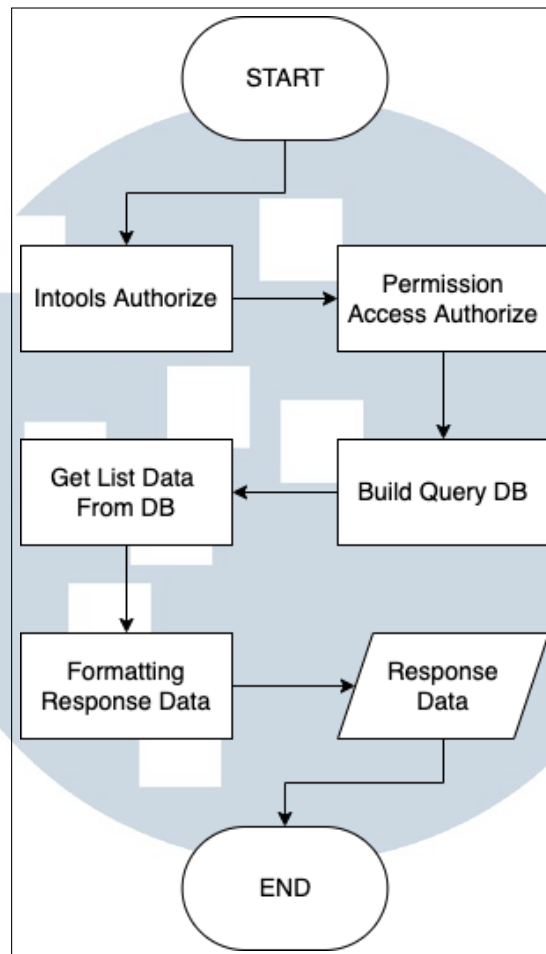 START
Intools Authorize
Permission
Access Authorize
Get List Data
From DB
Build Query DB
Formatting
Response Data
Response
Data
END